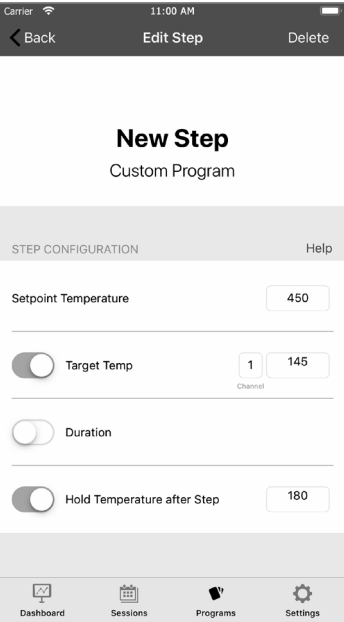 Carrier 11:00 AM
Back Edit Step Delete
New Step
Custom Program
STEP CONFIGURATION Help
Setpoint Temperature 450
Target Temp 1 145
Channel
Duration
Hold Temperature after Step 180
Dashboard Sessions Programs Settings